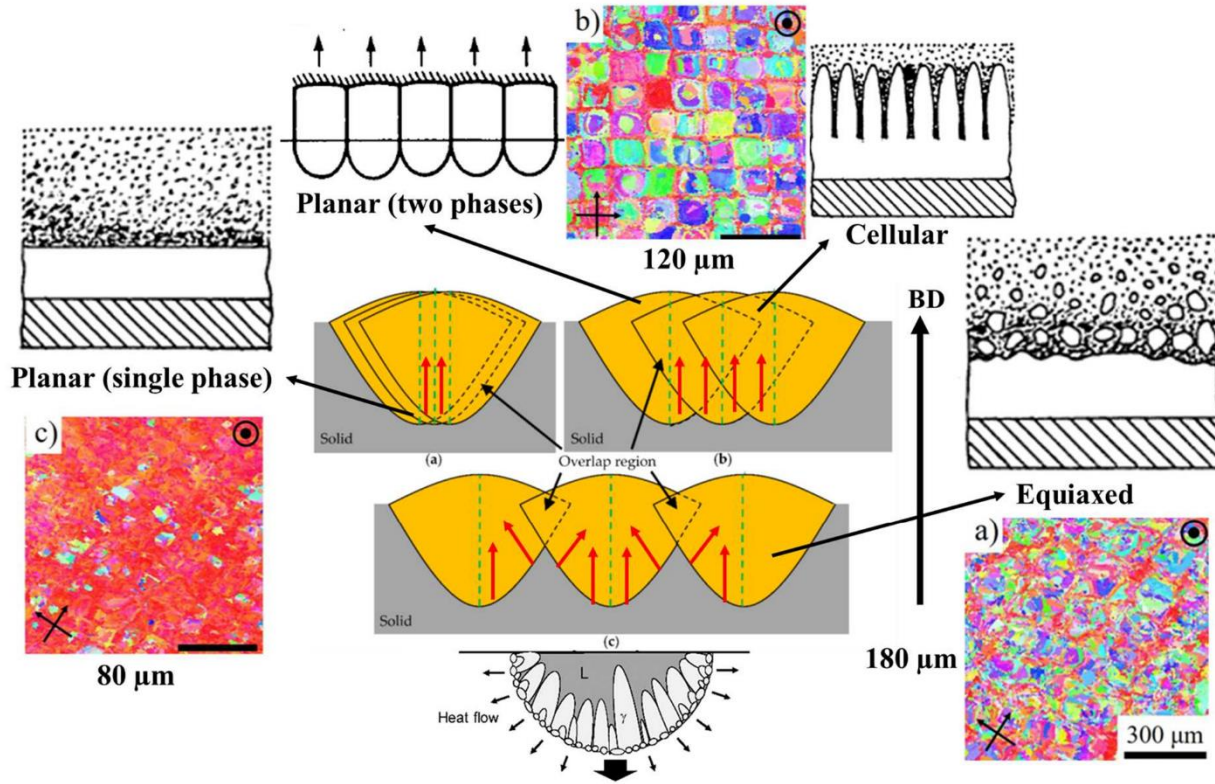 b)
Planar (two phases)
120 µm
Cellular
BD
Planar (single phase)
Solid
(a)
Overlap region
Solid
(b)
Equiaxed
c)
80 µm
Solid
(c)
180 µm
a)
300 µm
L
γ
Heat flow